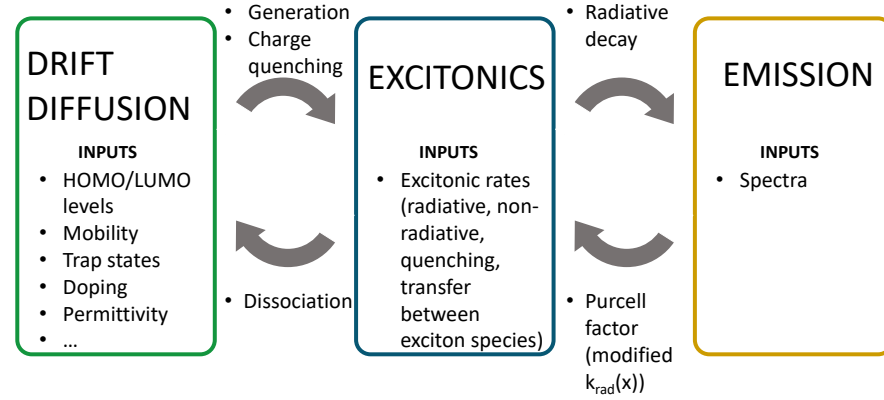 DRIFT
DIFFUSION
INPUTS
• HOMO/LUMO
levels
• Mobility
• Trap states
• Doping
• Permittivity
• ...
• Generation
• Charge
quenching
• Dissociation
EXCITONICS
INPUTS
• Excitonic rates
(radiative, non-
radiative,
quenching,
transfer
between
exciton species)
• Radiative
decay
• Purcell
factor
(modified
k_rad(x))
EMISSION
INPUTS
• Spectra